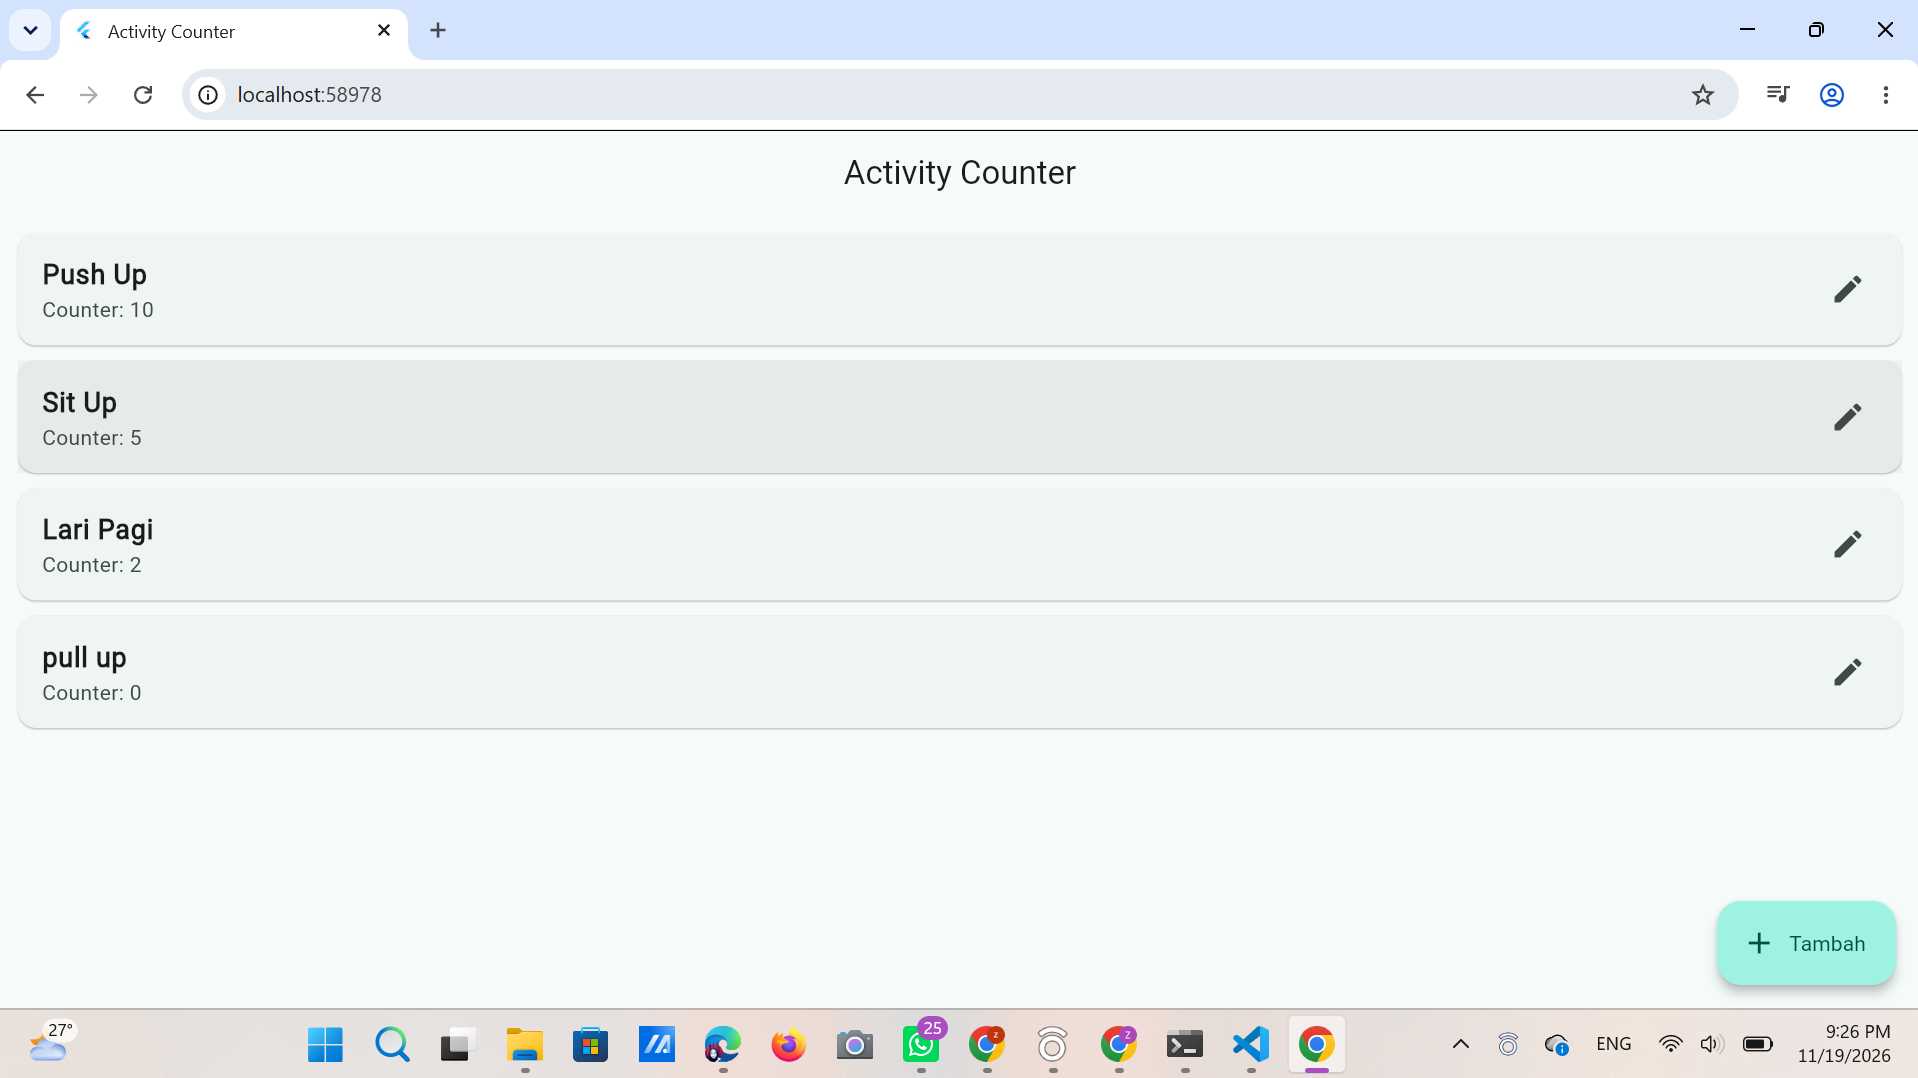 Activity Counter
localhost:58978
Activity Counter
Push Up
Counter: 10
Sit Up
Counter: 5
Lari Pagi
Counter: 2
pull up
Counter: 0
+ Tambah
27°
25
z
z
ENG
9:26 PM
11/19/2026